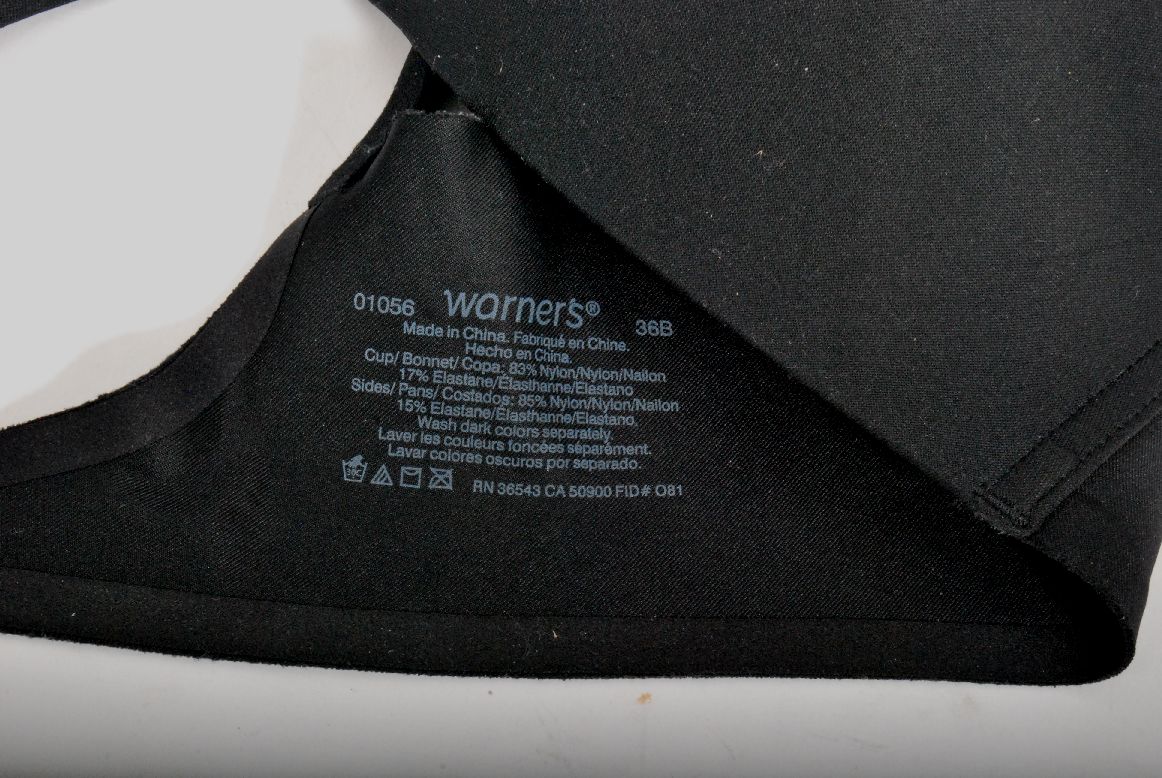 01056 warner's® 36B
Made in China. Fabriqué en Chine.
Hecho en China.
Cup/ Bonnet/ Copa: 83% Nylon/Nylon/Nailon
17% Elastane/Élasthanne/Elastano
Sides/ Pans/ Costados: 85% Nylon/Nylon/Nailon
15% Elastane/Élasthanne/Elastano.
Wash dark colors separately.
Laver les couleurs foncées séparément.
Lavar colores oscuros por separado.
RN 36543 CA 50900 FID# O81